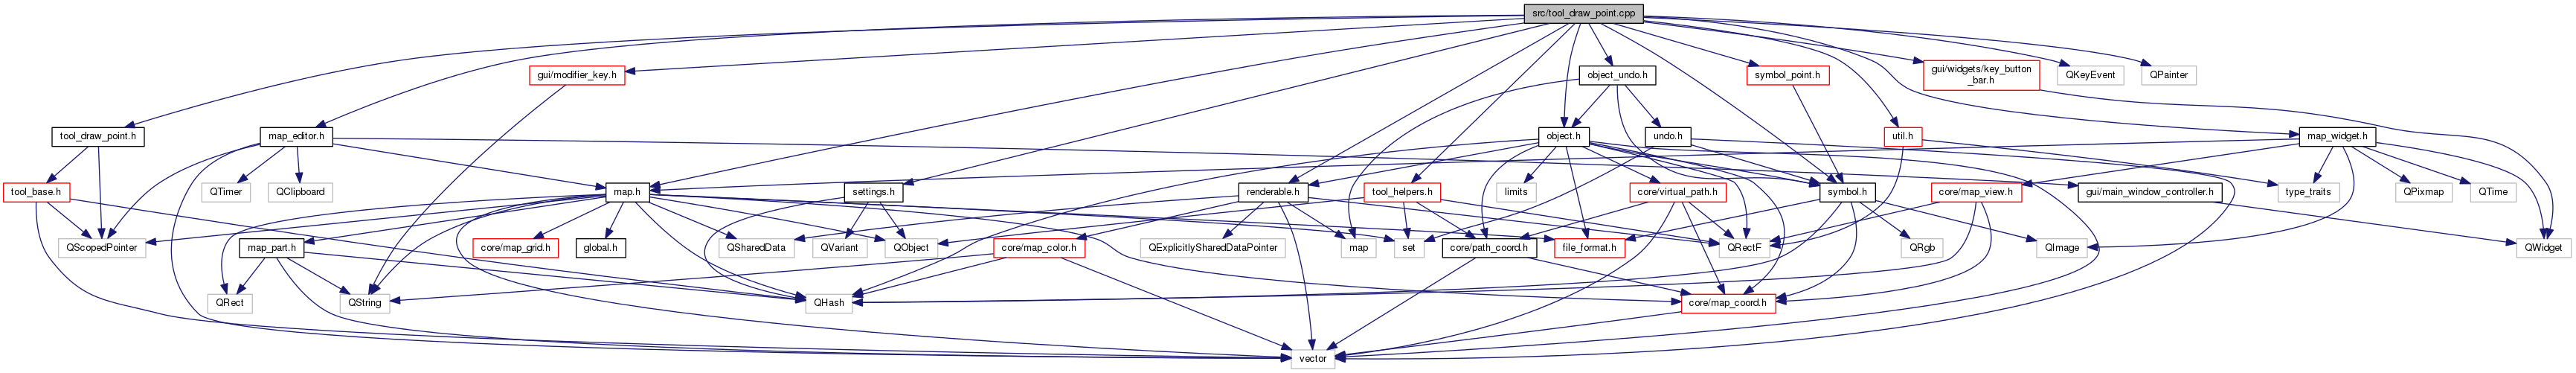 src/tool_draw_point.cpp
gui/modifier_key.h
object_undo.h
symbol_point.h
gui/widgets/key_button
_bar.h
QKeyEvent
QPainter
tool_draw_point.h
map_editor.h
object.h
undo.h
util.h
map_widget.h
tool_base.h
QTimer
QClipboard
map.h
settings.h
renderable.h
tool_helpers.h
limits
core/virtual_path.h
symbol.h
core/map_view.h
gui/main_window_controller.h
type_traits
QPixmap
QTime
QScopedPointer
map_part.h
core/map_grid.h
global.h
QSharedData
QVariant
QObject
core/map_color.h
QExplicitlySharedDataPointer
map
set
core/path_coord.h
file_format.h
QRectF
QRgb
QImage
QWidget
QRect
QString
QHash
core/map_coord.h
vector